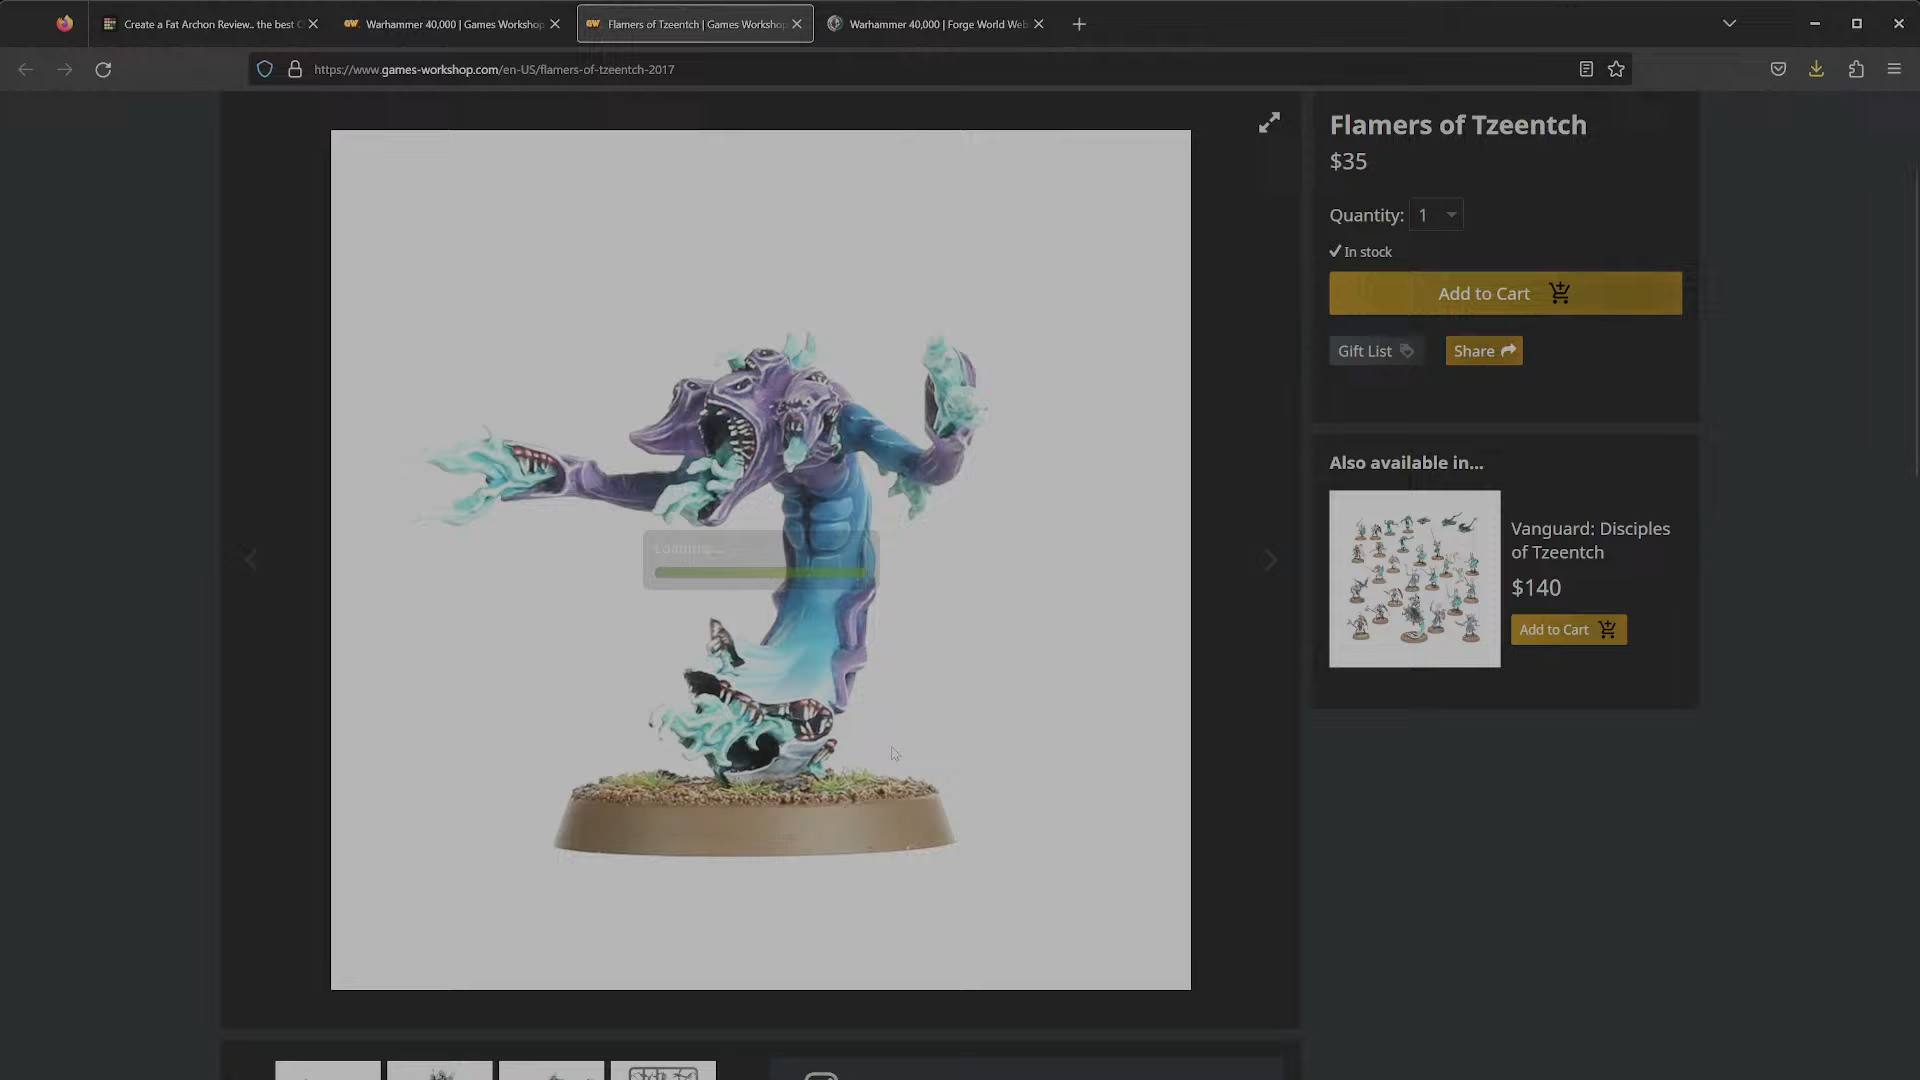 Create a Fat Archon Review.. the best C
Warhammer 40,000 | Games Workshop
Flamers of Tzeentch | Games Workshop
Warhammer 40,000 | Forge World Web
https://www.games-workshop.com/en-US/flamers-of-tzeentch-2017
Flamers of Tzeentch
$35
Quantity: 1
In stock
Add to Cart
Gift List
Share
Also available in...
Vanguard: Disciples
of Tzeentch
$140
Add to Cart
Loading...